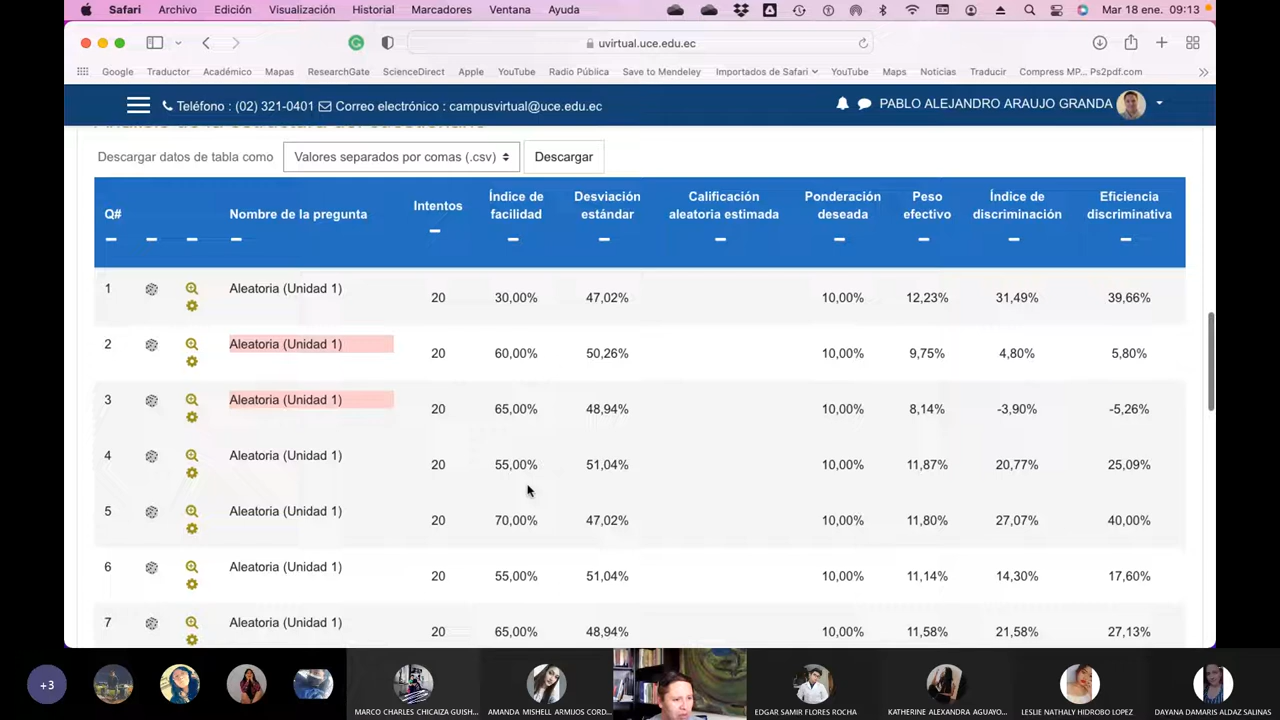 Safari Archivo Edición Visualización Historial Marcadores Ventana Ayuda Mar 18 ene. 09:13
uvirtual.uce.edu.ec
Google Traductor Académico Mapas ResearchGate ScienceDirect Apple YouTube Radio Pública Save to Mendeley Importados de Safari YouTube Maps Noticias Traducir Compress MP... Ps2pdf.com
Teléfono : (02) 321-0401 Correo electrónico : campusvirtual@uce.edu.ec PABLO ALEJANDRO ARAUJO GRANDA
Descargar datos de tabla como Valores separados por comas (.csv) Descargar
Q# Nombre de la pregunta Intentos Índice de facilidad Desviación estándar Calificación aleatoria estimada Ponderación deseada Peso efectivo Índice de discriminación Eficiencia discriminativa
1 Aleatoria (Unidad 1) 20 30,00% 47,02% 10,00% 12,23% 31,49% 39,66%
2 Aleatoria (Unidad 1) 20 60,00% 50,26% 10,00% 9,75% 4,80% 5,80%
3 Aleatoria (Unidad 1) 20 65,00% 48,94% 10,00% 8,14% -3,90% -5,26%
4 Aleatoria (Unidad 1) 20 55,00% 51,04% 10,00% 11,87% 20,77% 25,09%
5 Aleatoria (Unidad 1) 20 70,00% 47,02% 10,00% 11,80% 27,07% 40,00%
6 Aleatoria (Unidad 1) 20 55,00% 51,04% 10,00% 11,14% 14,30% 17,60%
7 Aleatoria (Unidad 1) 20 65,00% 48,94% 10,00% 11,58% 21,58% 27,13%
+3 MARCO CHARLES CHICAIZA GUISH... AMANDA MISHELL ARMIJOS CORD... EDGAR SAMIR FLORES ROCHA KATHERINE ALEXANDRA AGUAYO... LESLIE NATHALY HIDROBO LOPEZ DAYANA DAMARIS ALDAZ SALINAS